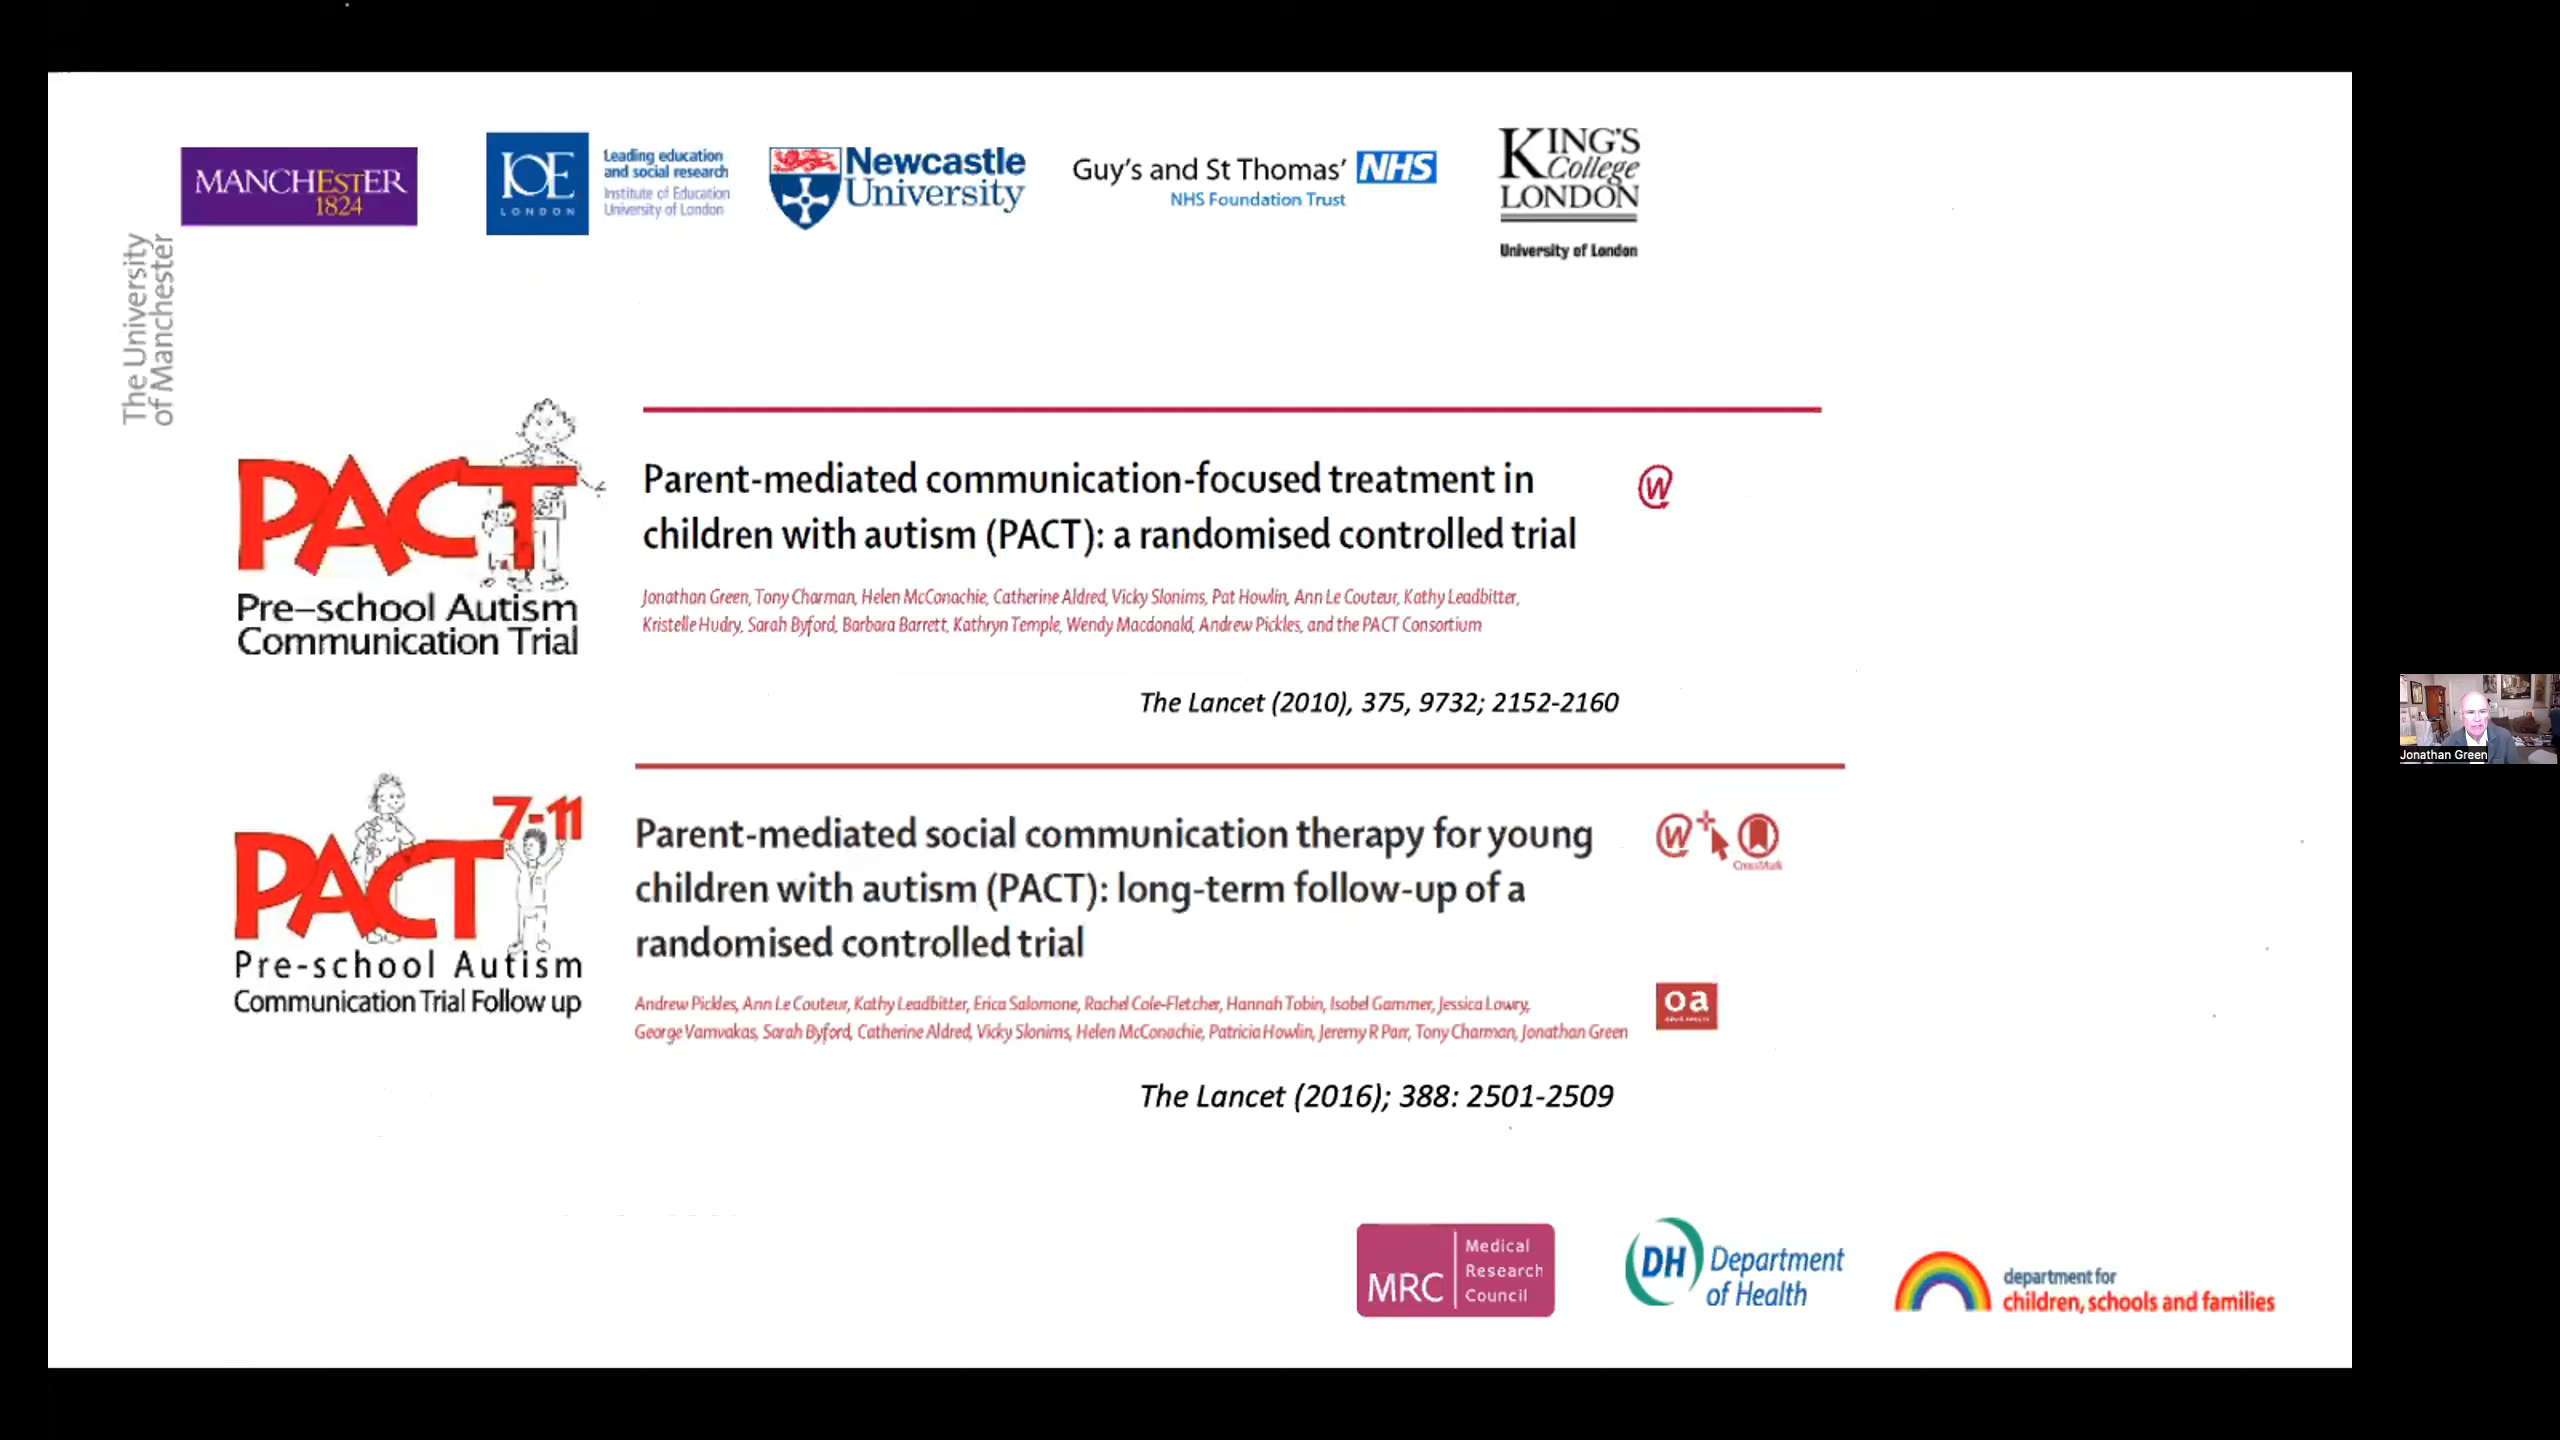 MANCHESTER
1824
The University
of Manchester
IOE
LONDON
Leading education
and social research
Institute of Education
University of London
Newcastle
University
Guy's and St Thomas' NHS
NHS Foundation Trust
KING'S
College
LONDON
University of London
PACT
Pre-school Autism
Communication Trial
Parent-mediated communication-focused treatment in
children with autism (PACT): a randomised controlled trial
W
Jonathan Green, Tony Charman, Helen McConachie, Catherine Aldred, Vicky Slonims, Pat Howlin, Ann Le Couteur, Kathy Leadbitter,
Kristelle Hudry, Sarah Byford, Barbara Barrett, Kathryn Temple, Wendy Macdonald, Andrew Pickles, and the PACT Consortium
The Lancet (2010), 375, 9732; 2152-2160
Jonathan Green
PACT 7-11
Pre-school Autism
Communication Trial Follow up
Parent-mediated social communication therapy for young
children with autism (PACT): long-term follow-up of a
randomised controlled trial
W
CrossMark
Andrew Pickles, Ann Le Couteur, Kathy Leadbitter, Erica Salomone, Rachel Cole-Fletcher, Hannah Tobin, Isobel Gammer, Jessica Lowry,
George Vamvakas, Sarah Byford, Catherine Aldred, Vicky Slonims, Helen McConachie, Patricia Howlin, Jeremy R Parr, Tony Charman, Jonathan Green
oa
The Lancet (2016); 388: 2501-2509
MRC
Medical
Research
Council
DH Department
of Health
department for
children, schools and families